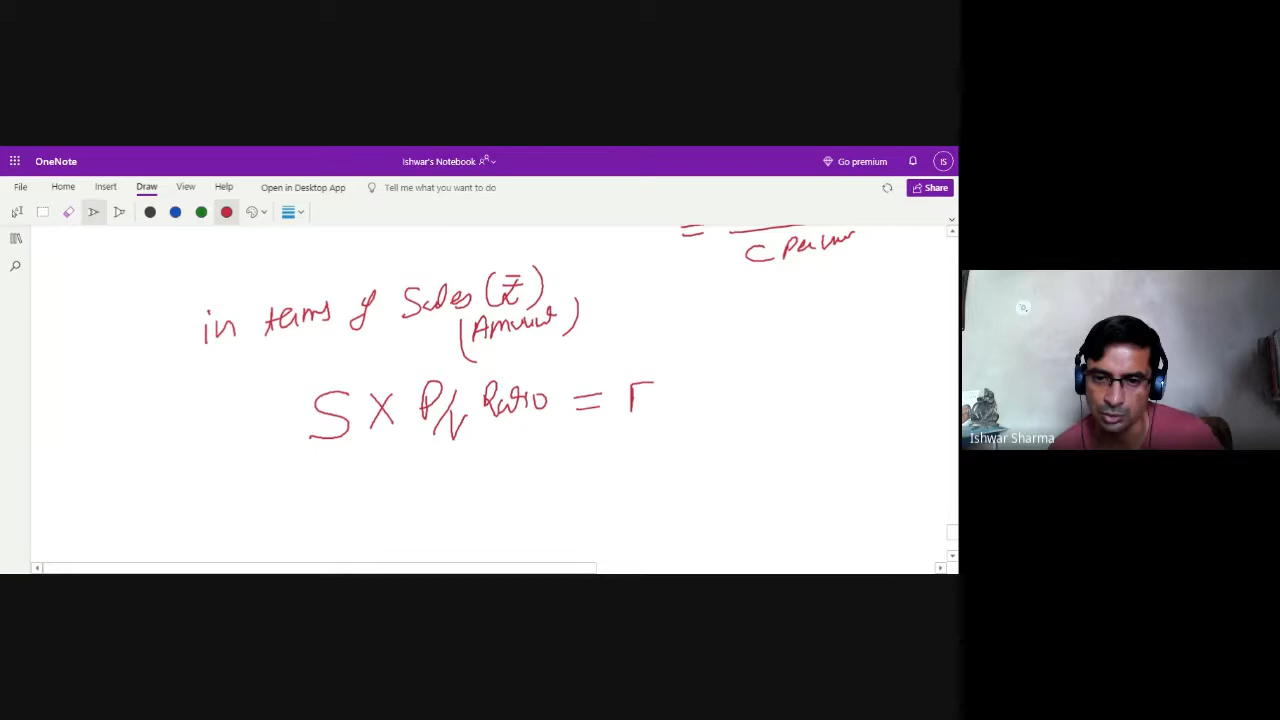 OneNote
Ishwar's Notebook
Go premium
IS
File Home Insert Draw View Help Open in Desktop App Tell me what you want to do
Share
=
C Per
in terms of Sales (₹)
(Amount)
S X P/V Ratio = Γ
Ishwar Sharma